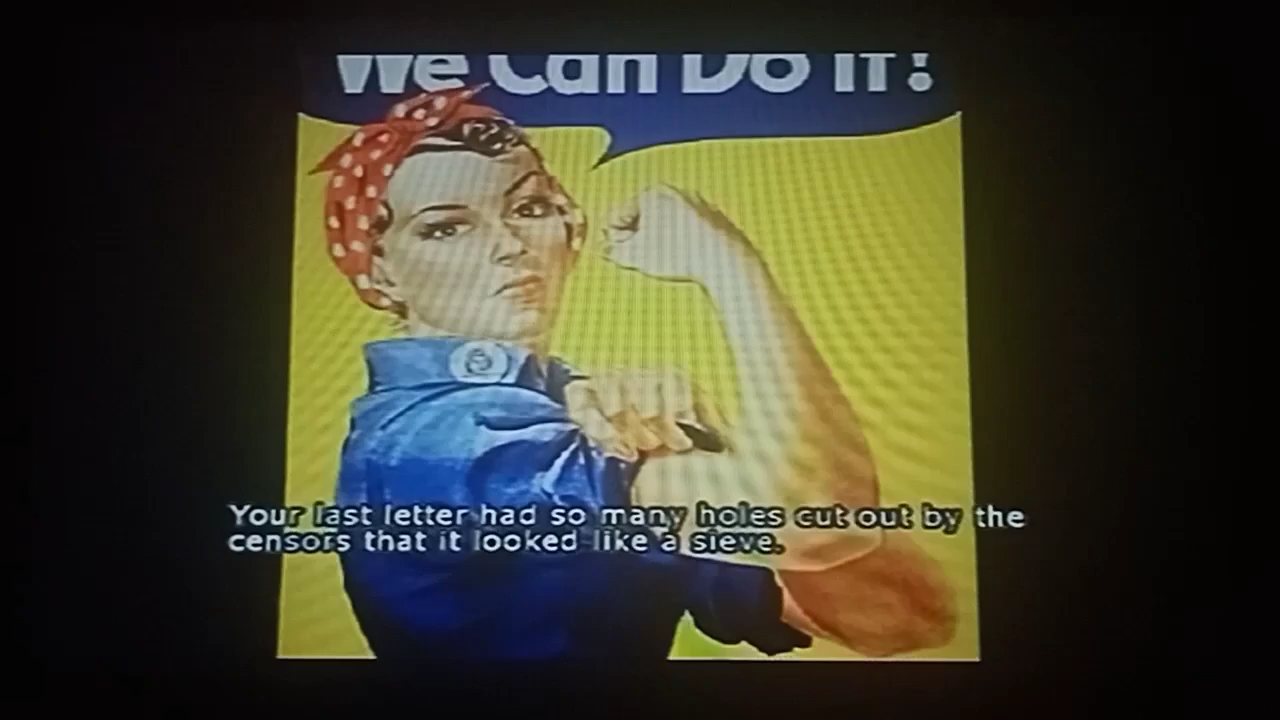 We Can Do It!
Your last letter had so many holes cut out by the
censors that it looked like a sieve.